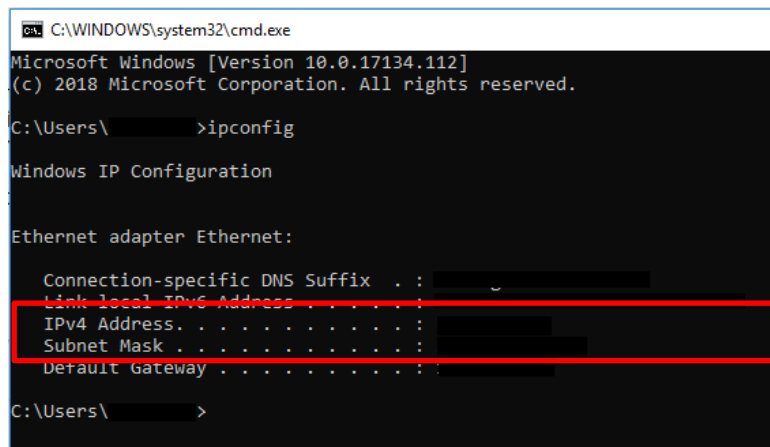 C:\WINDOWS\system32\cmd.exe
Microsoft Windows [Version 10.0.17134.112]
(c) 2018 Microsoft Corporation. All rights reserved.
C:\Users\ >ipconfig
Windows IP Configuration
Ethernet adapter Ethernet:
Connection-specific DNS Suffix . :
Link-local IPv6 Address . . . . . :
IPv4 Address. . . . . . . . . . . :
Subnet Mask . . . . . . . . . . . :
Default Gateway . . . . . . . . . :
C:\Users\ >